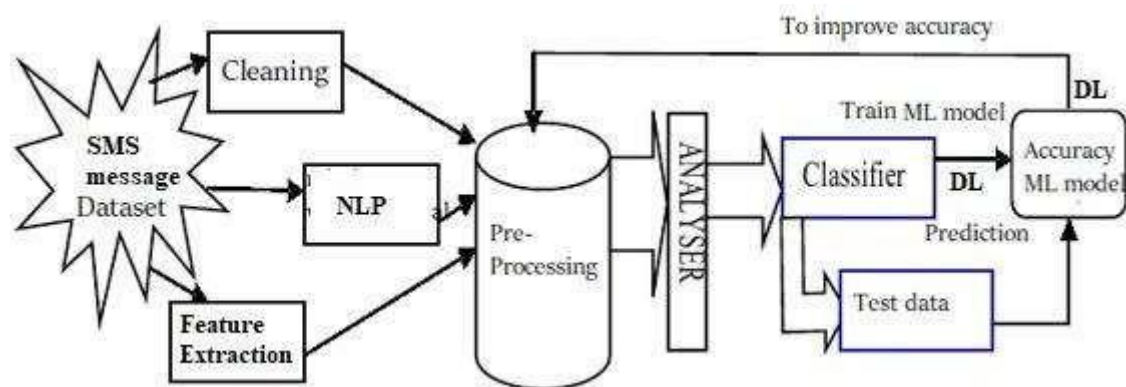 To improve accuracy
Cleaning
SMS
message
Dataset
NLP
Feature
Extraction
Pre-
Processing
ANALYSER
Classifier
Train ML model
DL
DL
Accuracy
ML model
Prediction
Test data